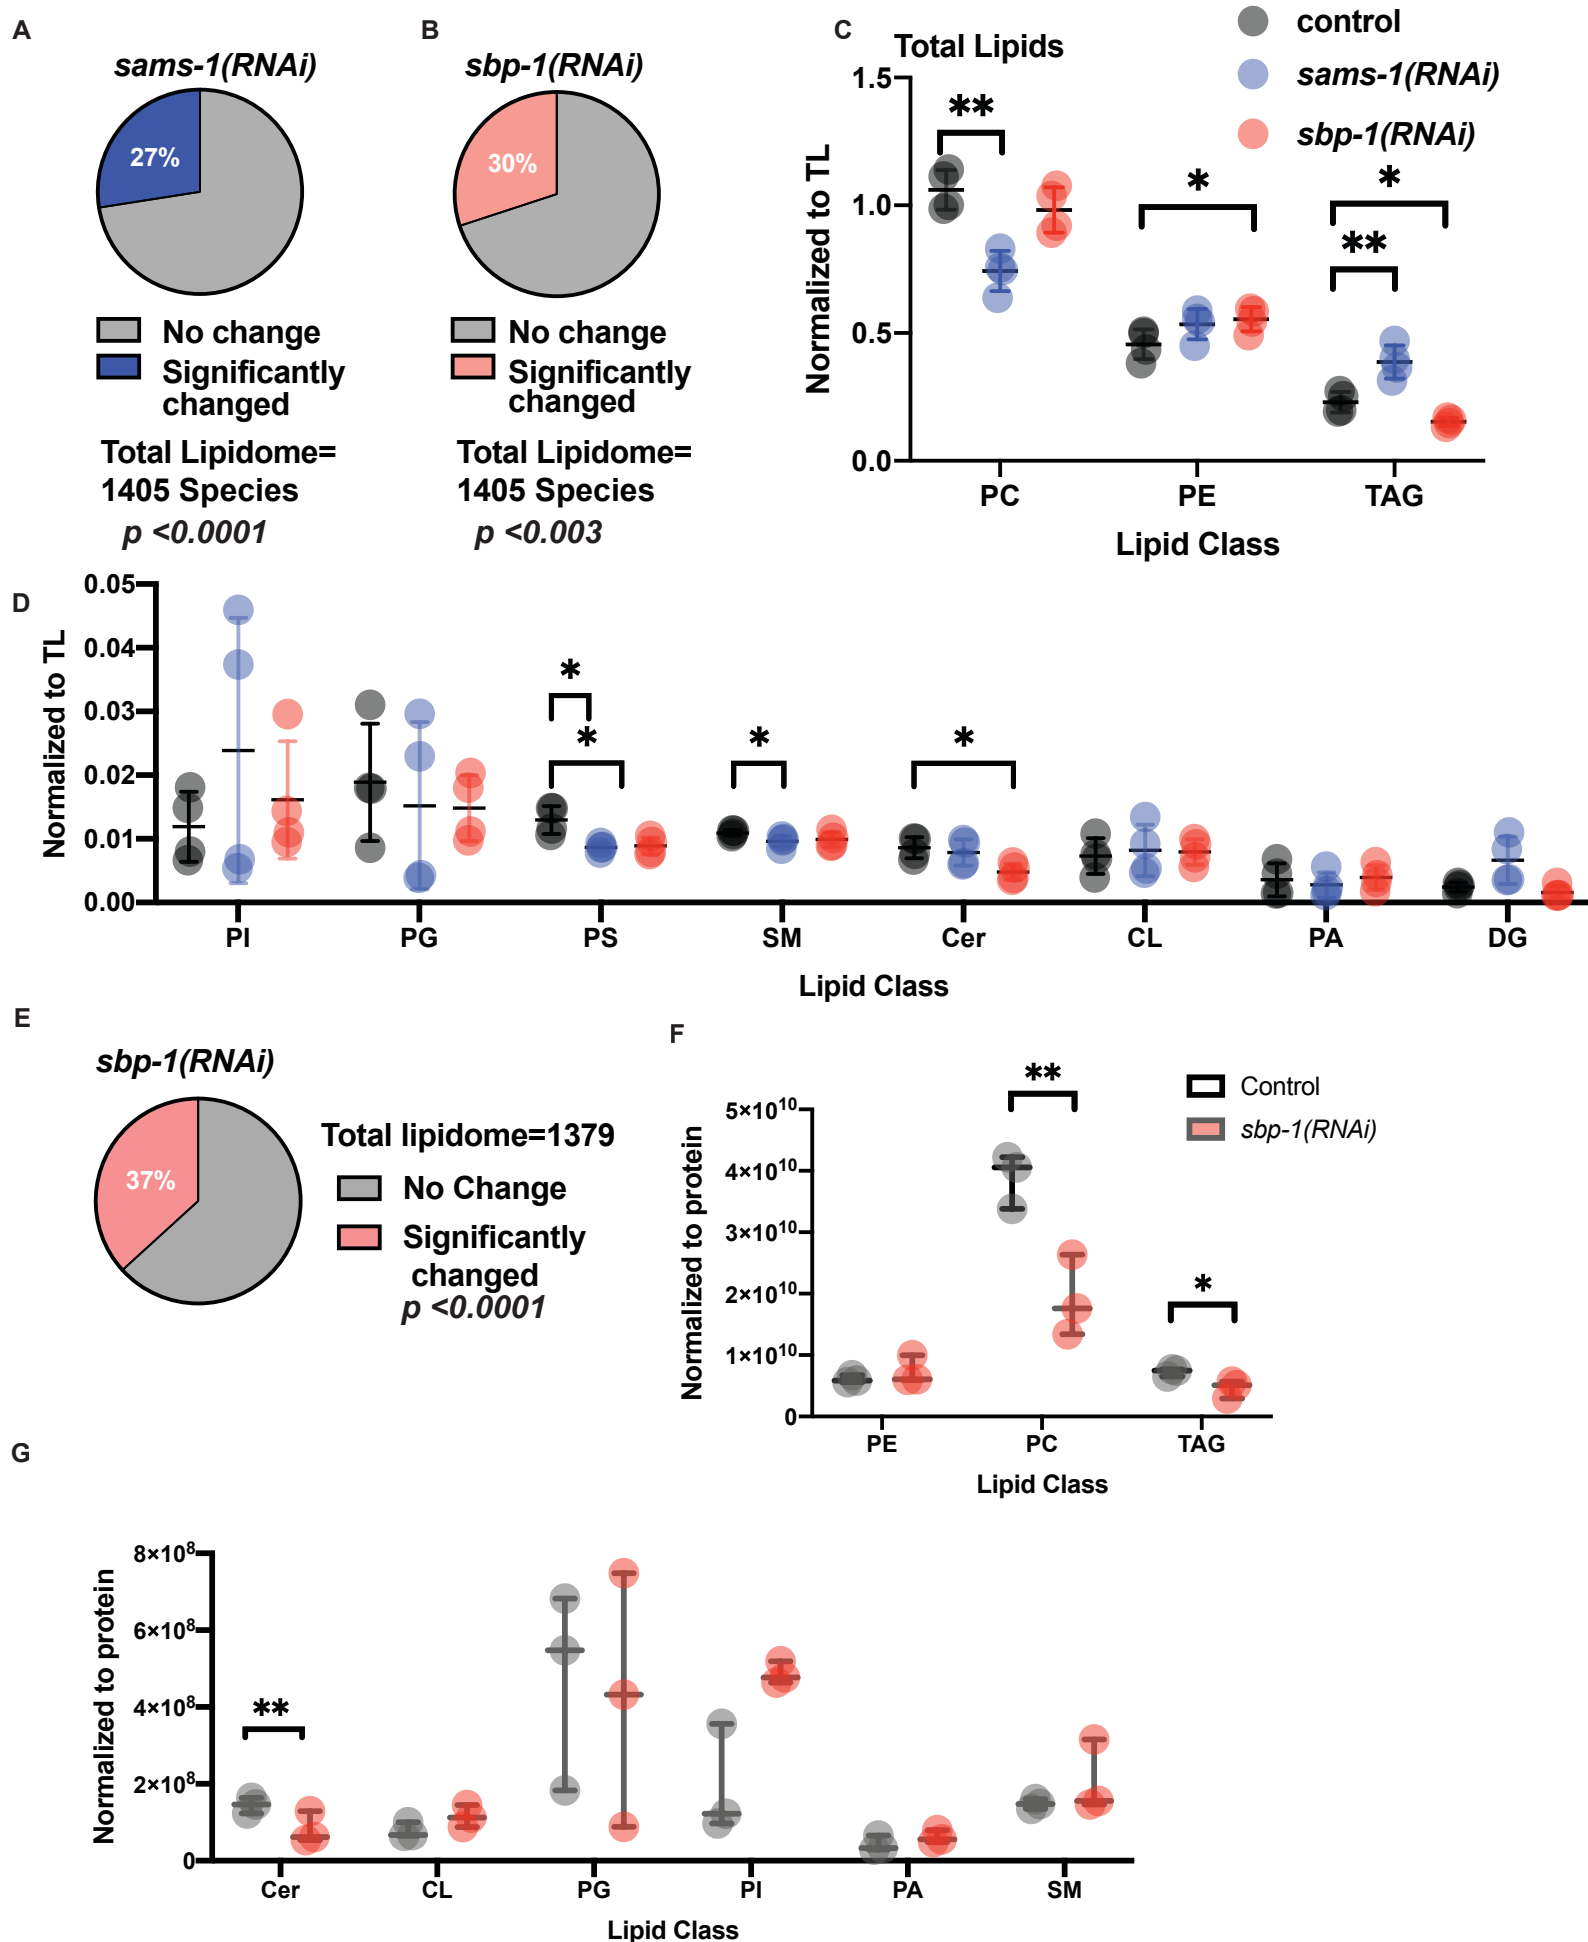 A
sams-1(RNAi)
27%
No change
Significantly
changed
Total Lipidome=
1405 Species
p <0.0001
B
sbp-1(RNAi)
30%
No change
Significantly
changed
Total Lipidome=
1405 Species
p <0.003
C
Total Lipids
control
sams-1(RNAi)
sbp-1(RNAi)
Normalized to TL
1.5
1.0
0.5
0.0
**
*
*
**
PC PE TAG
Lipid Class
D
Normalized to TL
0.05
0.04
0.03
0.02
0.01
0.00
*
*
*
*
PI PG PS SM Cer CL PA DG
Lipid Class
E
sbp-1(RNAi)
37%
Total lipidome=1379
No Change
Significantly
changed
p <0.0001
F
Control
sbp-1(RNAi)
Normalized to protein
5×10¹⁰
4×10¹⁰
3×10¹⁰
2×10¹⁰
1×10¹⁰
0
**
*
PE PC TAG
Lipid Class
G
Normalized to protein
8×10⁸
6×10⁸
4×10⁸
2×10⁸
0
**
Cer CL PG PI PA SM
Lipid Class